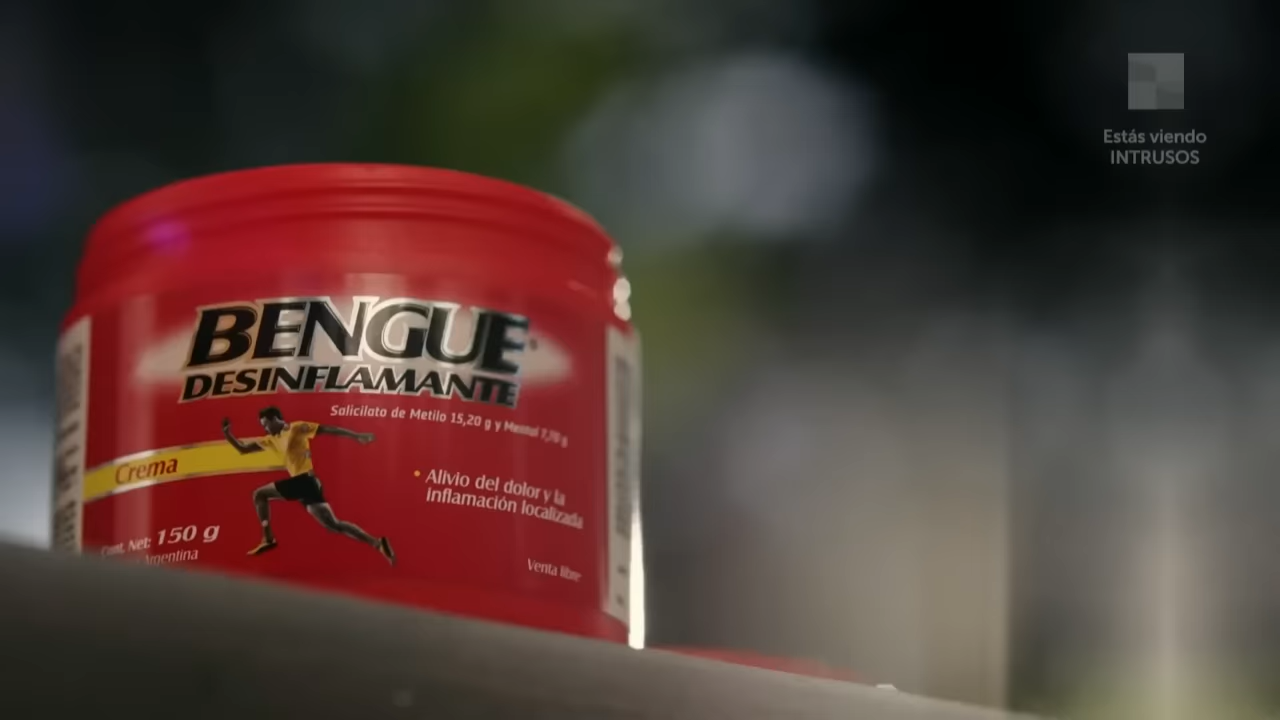 Estás viendo
INTRUSOS
BENGUE
DESINFLAMANTE
Salicilato de Metilo 15,20 g y Mentol 7,10 g
Crema
• Alivio del dolor y la
inflamación localizada
Cont. Net: 150 g
Argentina
Venta libre